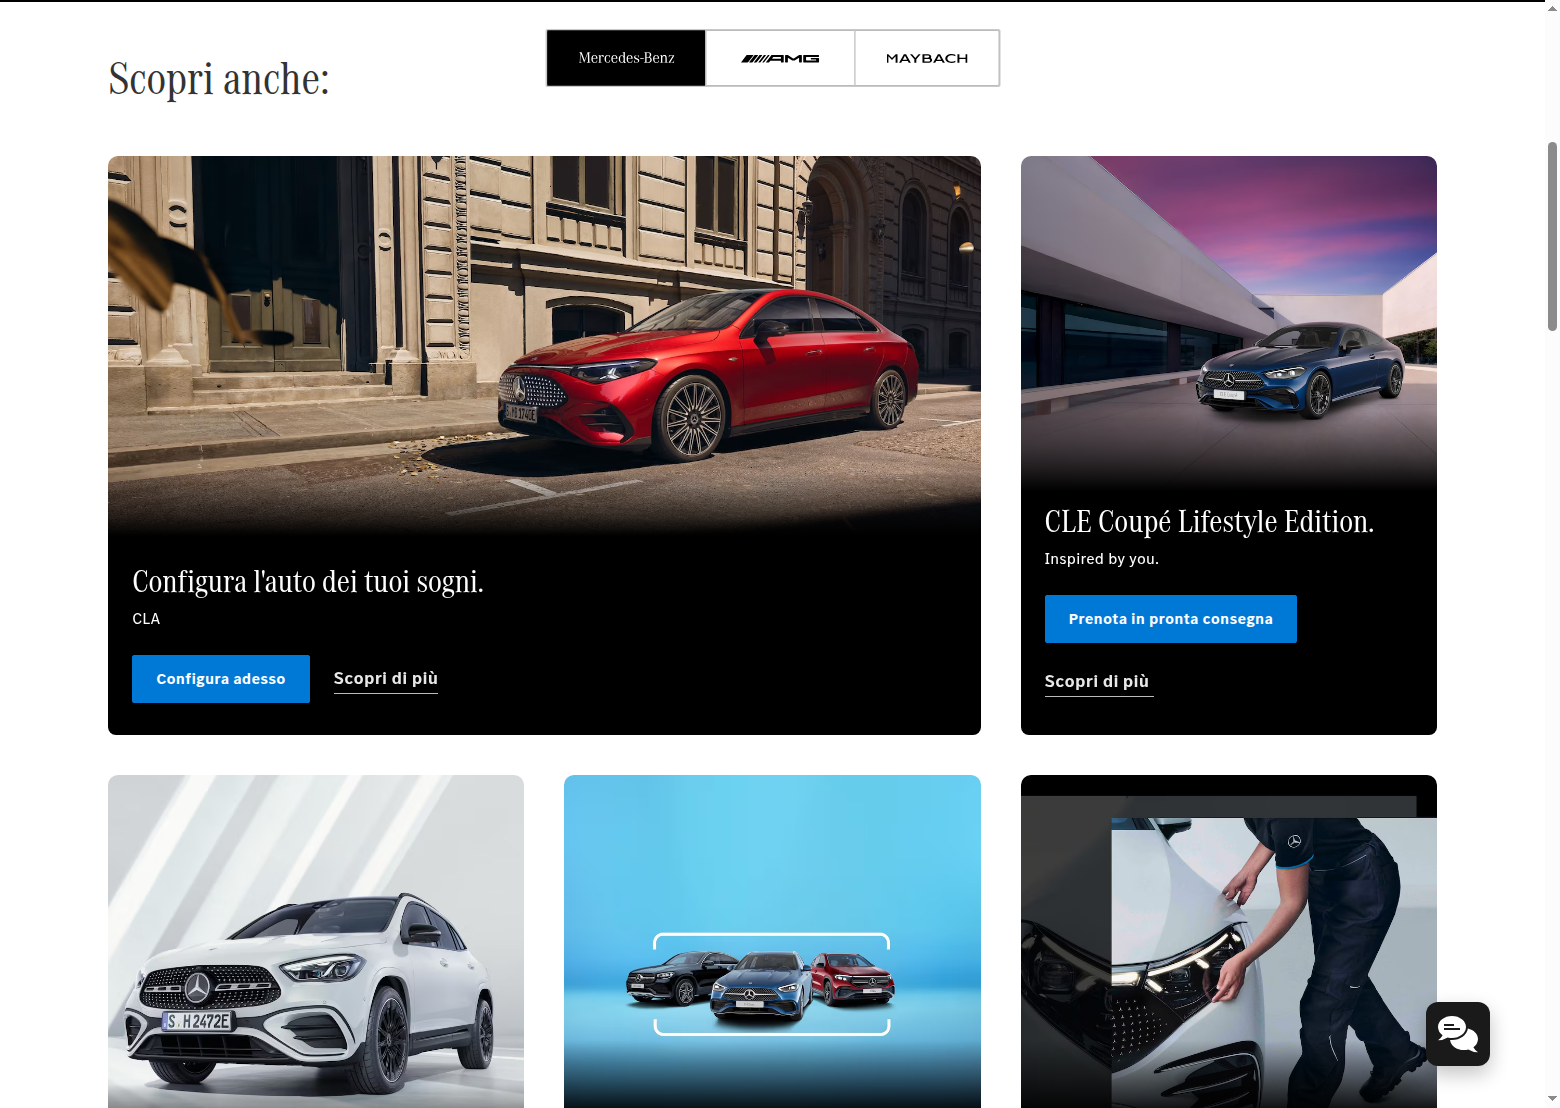 Scopri anche:
Mercedes-Benz
AMG
MAYBACH
Configura l'auto dei tuoi sogni.
CLA
Configura adesso
Scopri di più
CLE Coupé Lifestyle Edition.
Inspired by you.
Prenota in pronta consegna
Scopri di più
S H 2472E